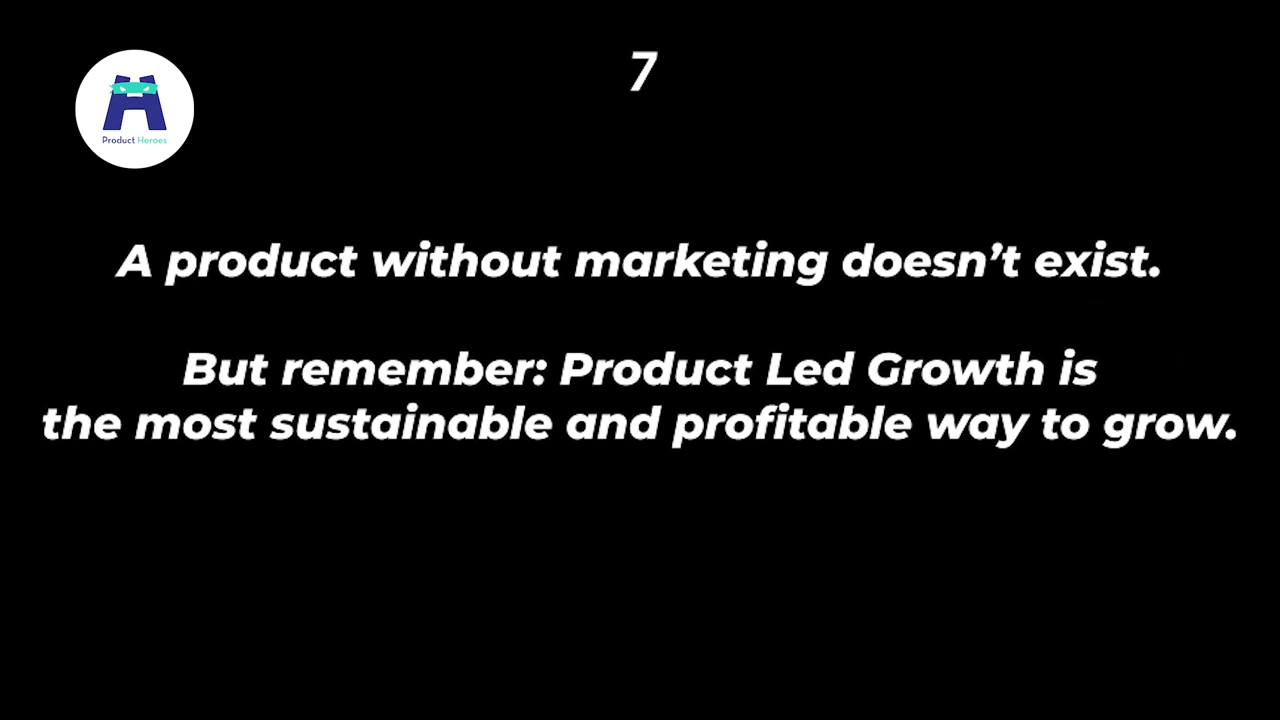 7
Product Heroes
A product without marketing doesn’t exist.
But remember: Product Led Growth is
the most sustainable and profitable way to grow.